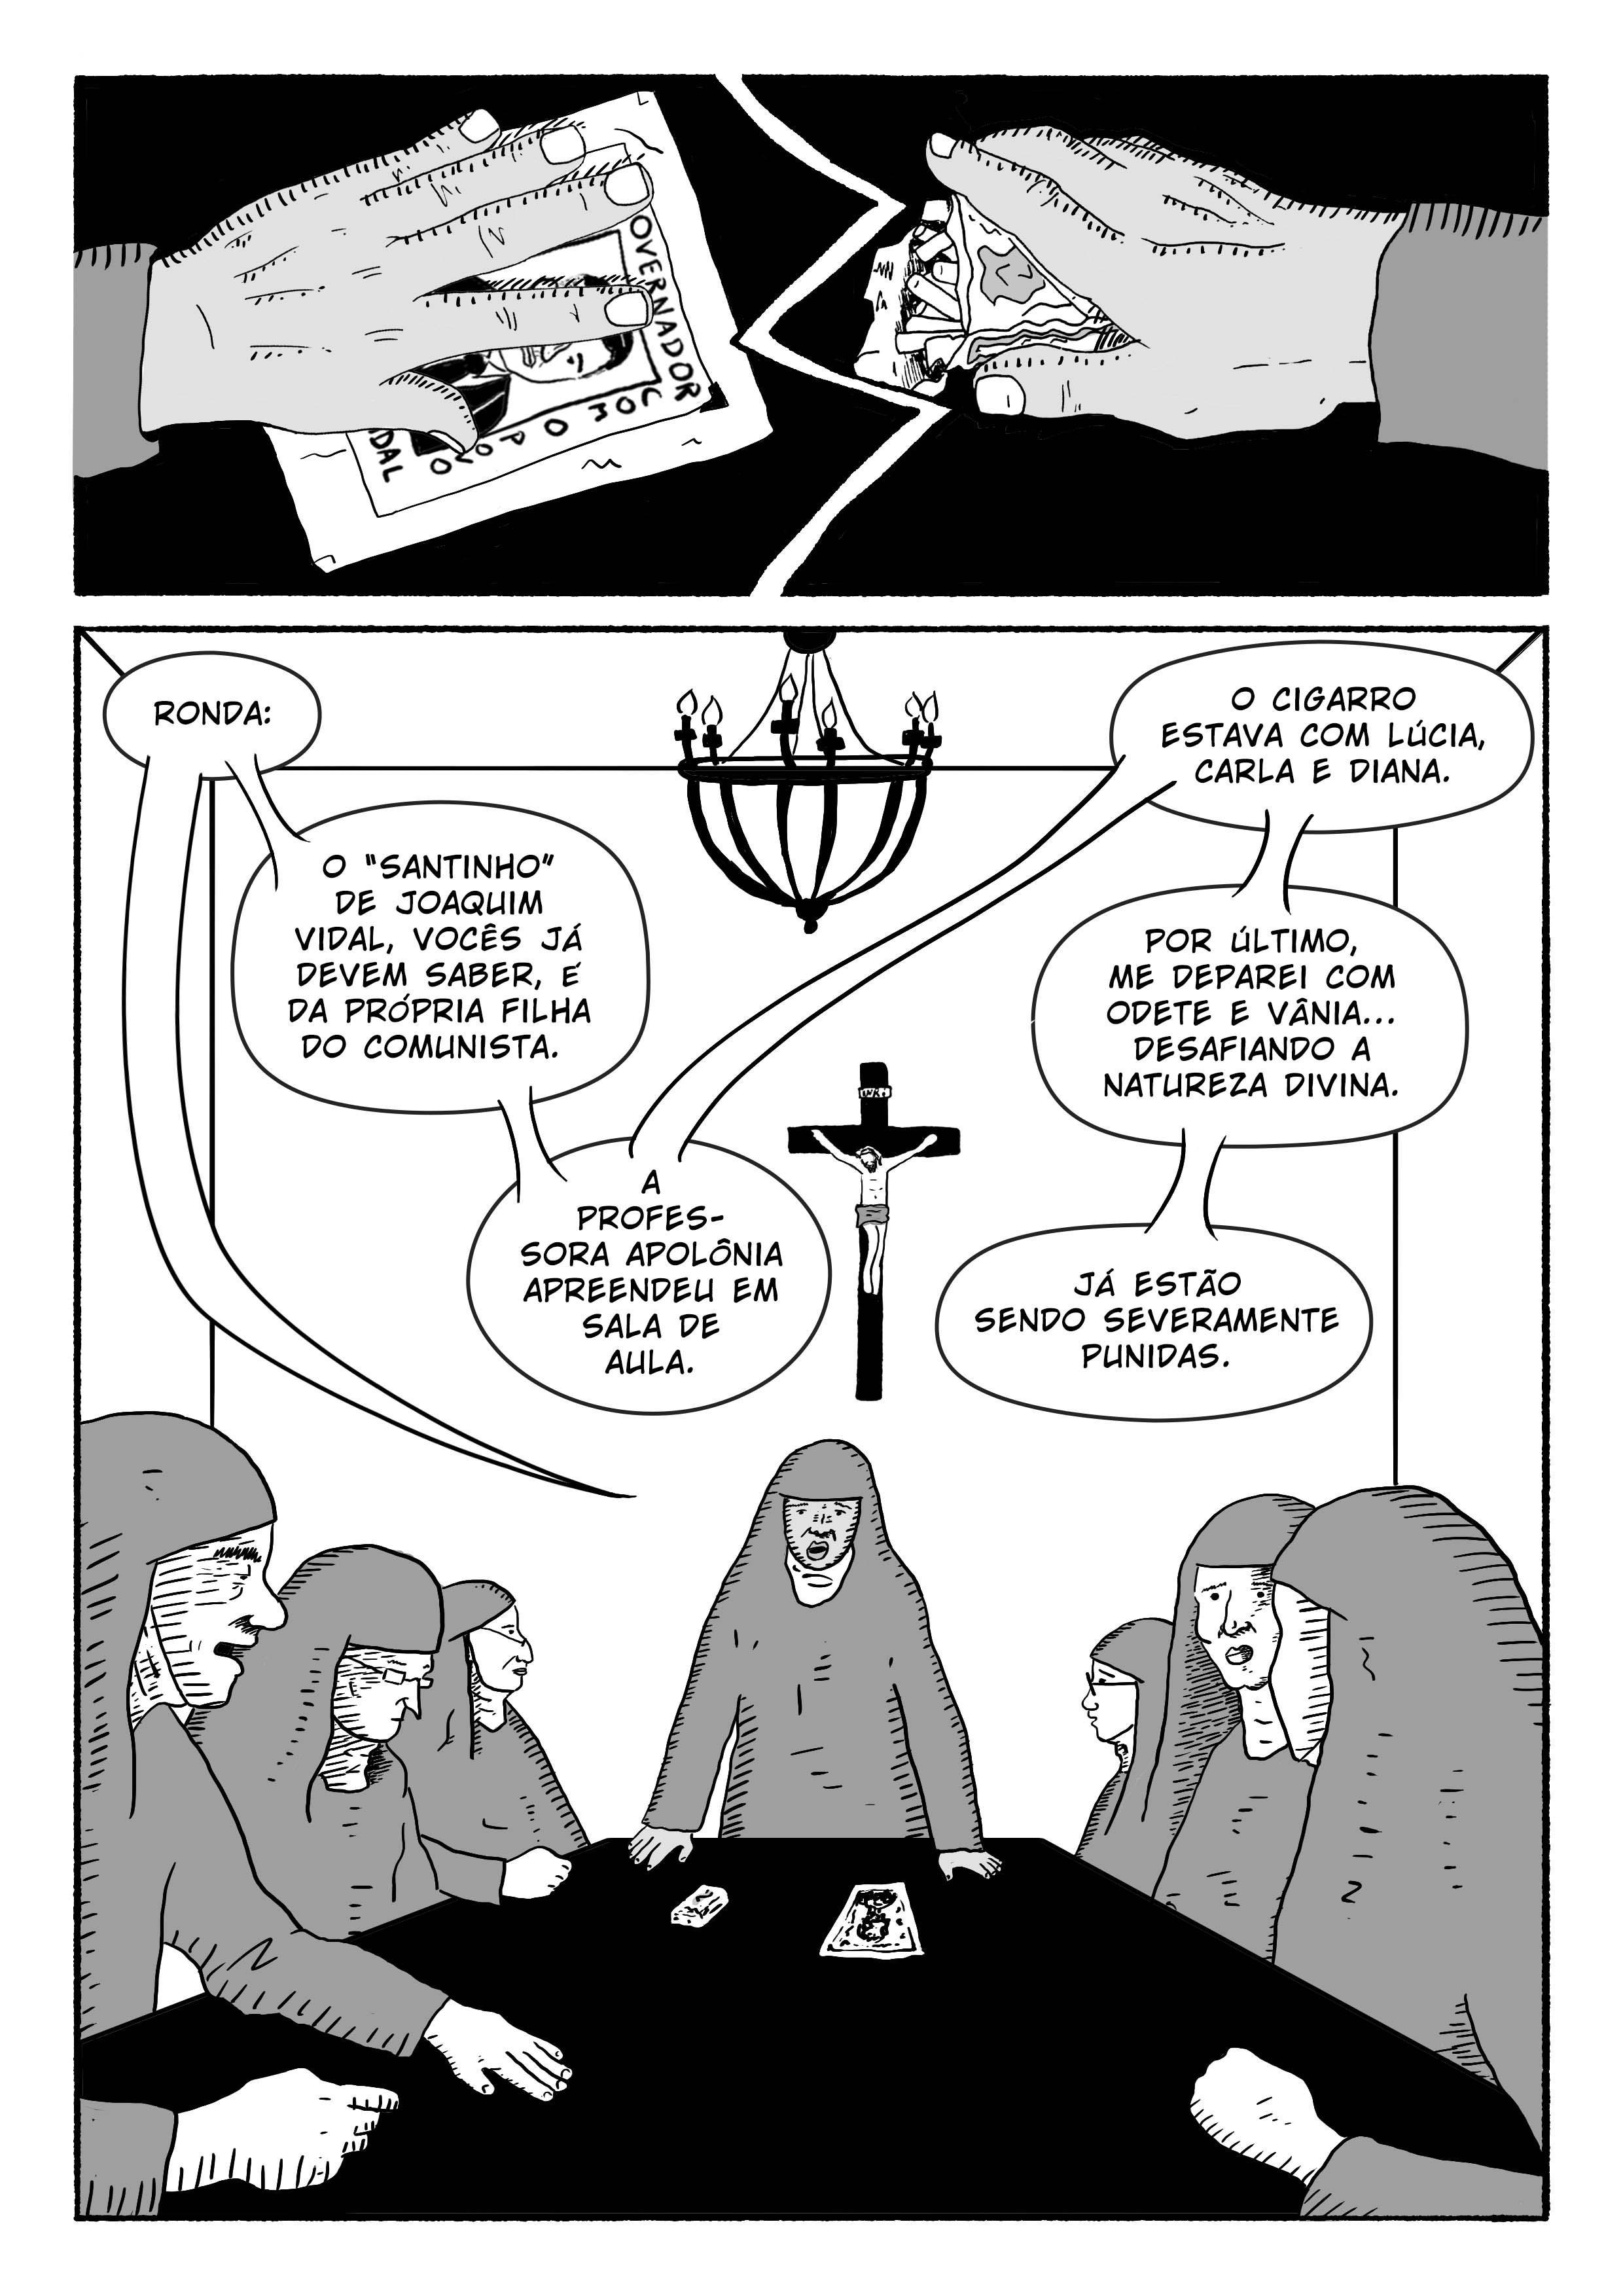 OVERNADOR
COM O POVO
DAL
RONDA:
O "SANTINHO"
DE JOAQUIM
VIDAL, VOCÊS JÁ
DEVEM SABER, É
DA PRÓPRIA FILHA
DO COMUNISTA.
A
PROFES-
SORA APOLÔNIA
APREENDEU EM
SALA DE
AULA.
O CIGARRO
ESTAVA COM LÚCIA,
CARLA E DIANA.
POR ÚLTIMO,
ME DEPAREI COM
ODETE E VÂNIA...
DESAFIANDO A
NATUREZA DIVINA.
JÁ ESTÃO
SENDO SEVERAMENTE
PUNIDAS.